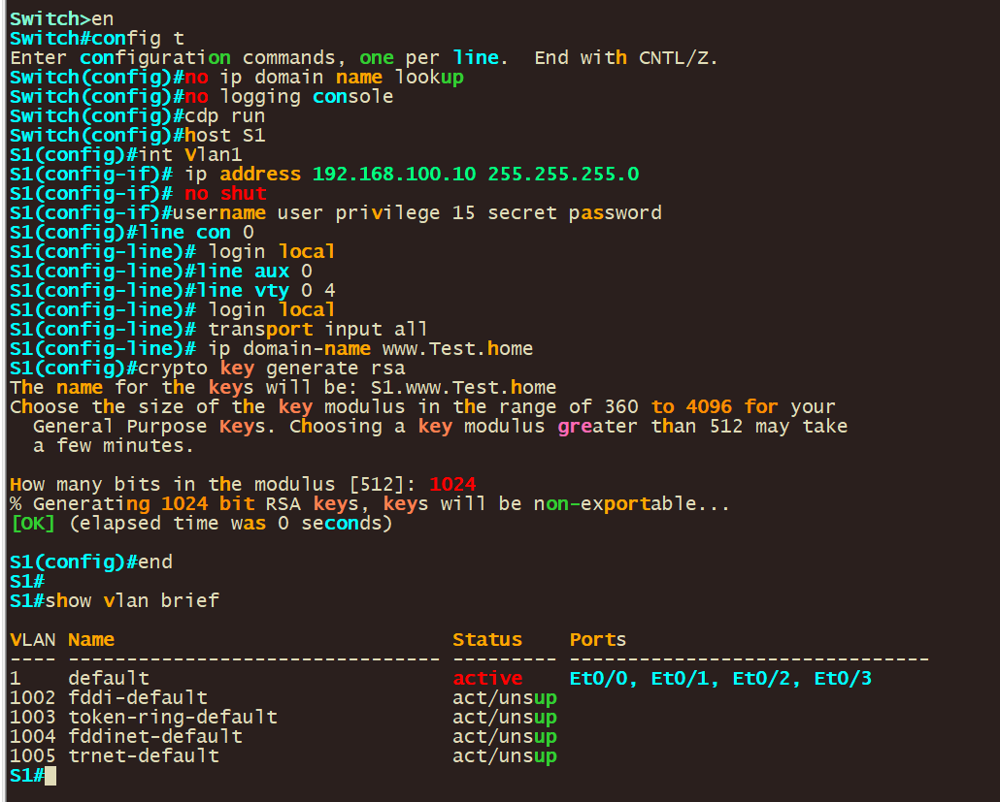 Switch>en
Switch#config t
Enter configuration commands, one per line.  End with CNTL/Z.
Switch(config)#no ip domain name lookup
Switch(config)#no logging console
Switch(config)#cdp run
Switch(config)#host S1
S1(config)#int Vlan1
S1(config-if)# ip address 192.168.100.10 255.255.255.0
S1(config-if)# no shut
S1(config-if)#username user privilege 15 secret password
S1(config)#line con 0
S1(config-line)# login local
S1(config-line)#line aux 0
S1(config-line)#line vty 0 4
S1(config-line)# login local
S1(config-line)# transport input all
S1(config-line)# ip domain-name www.Test.home
S1(config)#crypto key generate rsa
The name for the keys will be: S1.www.Test.home
Choose the size of the key modulus in the range of 360 to 4096 for your
  General Purpose Keys. Choosing a key modulus greater than 512 may take
  a few minutes.
How many bits in the modulus [512]: 1024
% Generating 1024 bit RSA keys, keys will be non-exportable...
[OK] (elapsed time was 0 seconds)
S1(config)#end
S1#
S1#show vlan brief
VLAN Name                             Status    Ports
---- -------------------------------- --------- -------------------------------
1    default                          active    Et0/0, Et0/1, Et0/2, Et0/3
1002 fddi-default                     act/unsup
1003 token-ring-default               act/unsup
1004 fddinet-default                  act/unsup
1005 trnet-default                    act/unsup
S1#